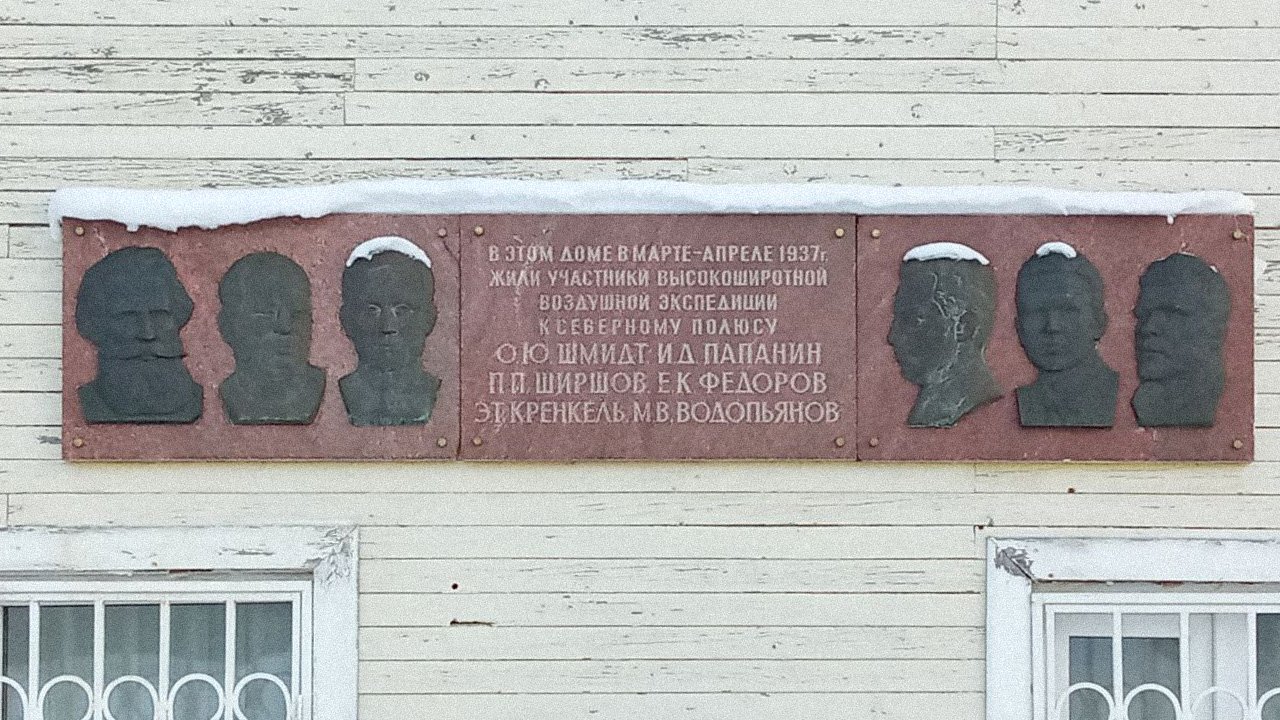 В ЭТОМ ДОМЕ В МАРТЕ-АПРЕЛЕ 1937г.
ЖИЛИ УЧАСТНИКИ ВЫСОКОШИРОТНОЙ
ВОЗДУШНОЙ ЭКСПЕДИЦИИ
К СЕВЕРНОМУ ПОЛЮСУ
О.Ю. ШМИДТ, И.Д. ПАПАНИН
П.П. ШИРШОВ, Е.К. ФЕДОРОВ
Э.Т. КРЕНКЕЛЬ, М.В. ВОДОПЬЯНОВ